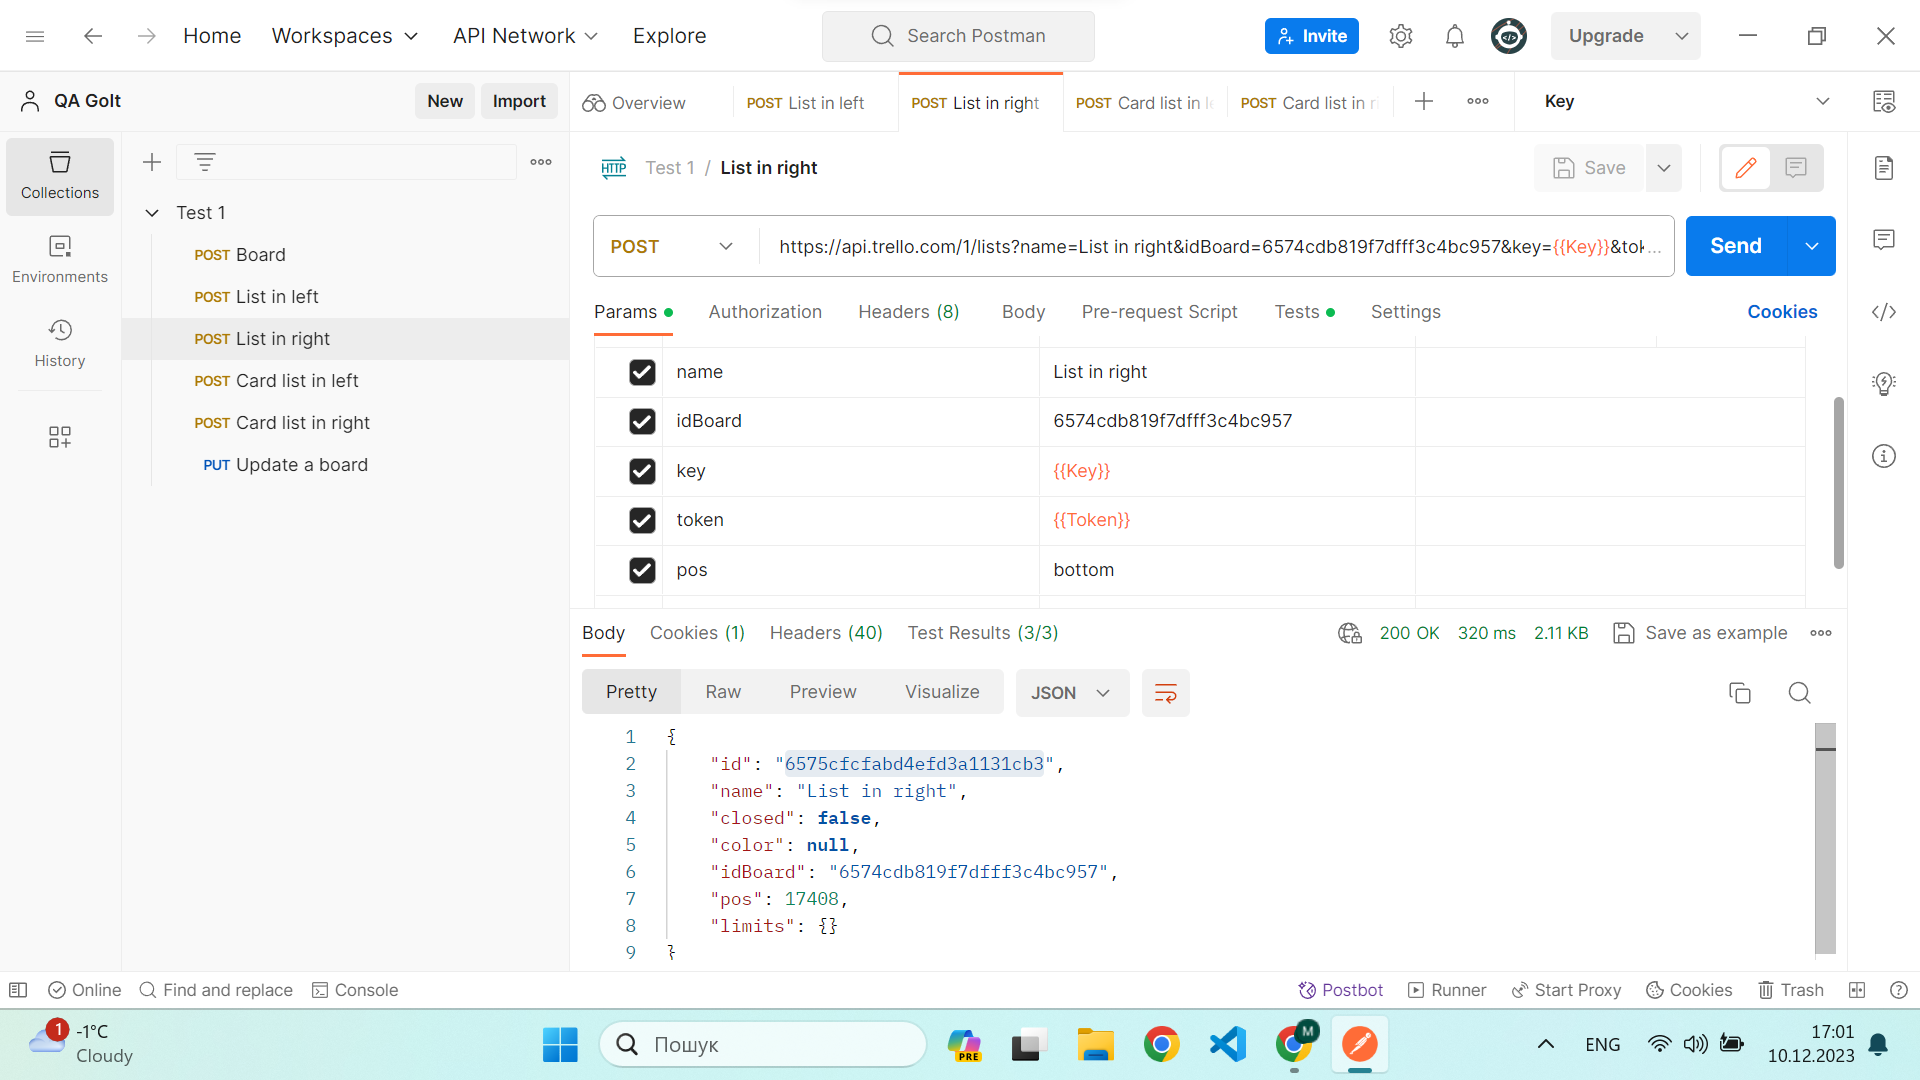 Home
Workspaces
API Network
Explore
Search Postman
Invite
Upgrade
QA GoIt
New
Import
Overview
POST List in left
POST List in right
POST Card list in l
POST Card list in r
Key
Collections
Environments
History
Test 1
POST Board
POST List in left
POST List in right
POST Card list in left
POST Card list in right
PUT Update a board
HTTP
Test 1 / List in right
Save
POST
https://api.trello.com/1/lists?name=List in right&idBoard=6574cdb819f7dfff3c4bc957&key={{Key}}&tok...
Send
Params
Authorization
Headers (8)
Body
Pre-request Script
Tests
Settings
Cookies
name List in right
idBoard 6574cdb819f7dfff3c4bc957
key {{Key}}
token {{Token}}
pos bottom
Body
Cookies (1)
Headers (40)
Test Results (3/3)
200 OK
320 ms
2.11 KB
Save as example
Pretty
Raw
Preview
Visualize
JSON
1 {
2 "id": "6575cfcfabd4efd3a1131cb3",
3 "name": "List in right",
4 "closed": false,
5 "color": null,
6 "idBoard": "6574cdb819f7dfff3c4bc957",
7 "pos": 17408,
8 "limits": {}
9 }
Online
Find and replace
Console
Postbot
Runner
Start Proxy
Cookies
Trash
1
-1°C
Cloudy
Пошук
PRE
M
ENG
17:01
10.12.2023